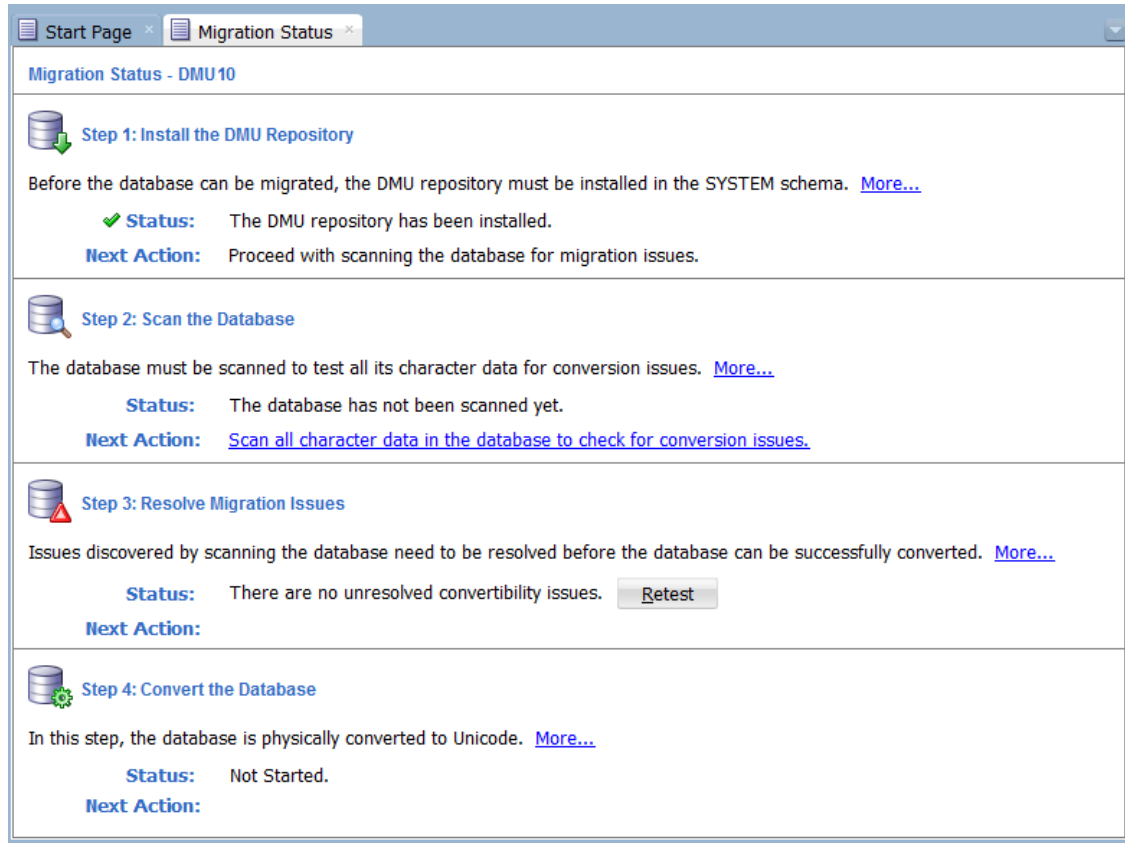 Start Page × Migration Status ×
Migration Status - DMU10
Step 1: Install the DMU Repository
Before the database can be migrated, the DMU repository must be installed in the SYSTEM schema. More...
Status: The DMU repository has been installed.
Next Action: Proceed with scanning the database for migration issues.
Step 2: Scan the Database
The database must be scanned to test all its character data for conversion issues. More...
Status: The database has not been scanned yet.
Next Action: Scan all character data in the database to check for conversion issues.
Step 3: Resolve Migration Issues
Issues discovered by scanning the database need to be resolved before the database can be successfully converted. More...
Status: There are no unresolved convertibility issues. Retest
Next Action:
Step 4: Convert the Database
In this step, the database is physically converted to Unicode. More...
Status: Not Started.
Next Action: